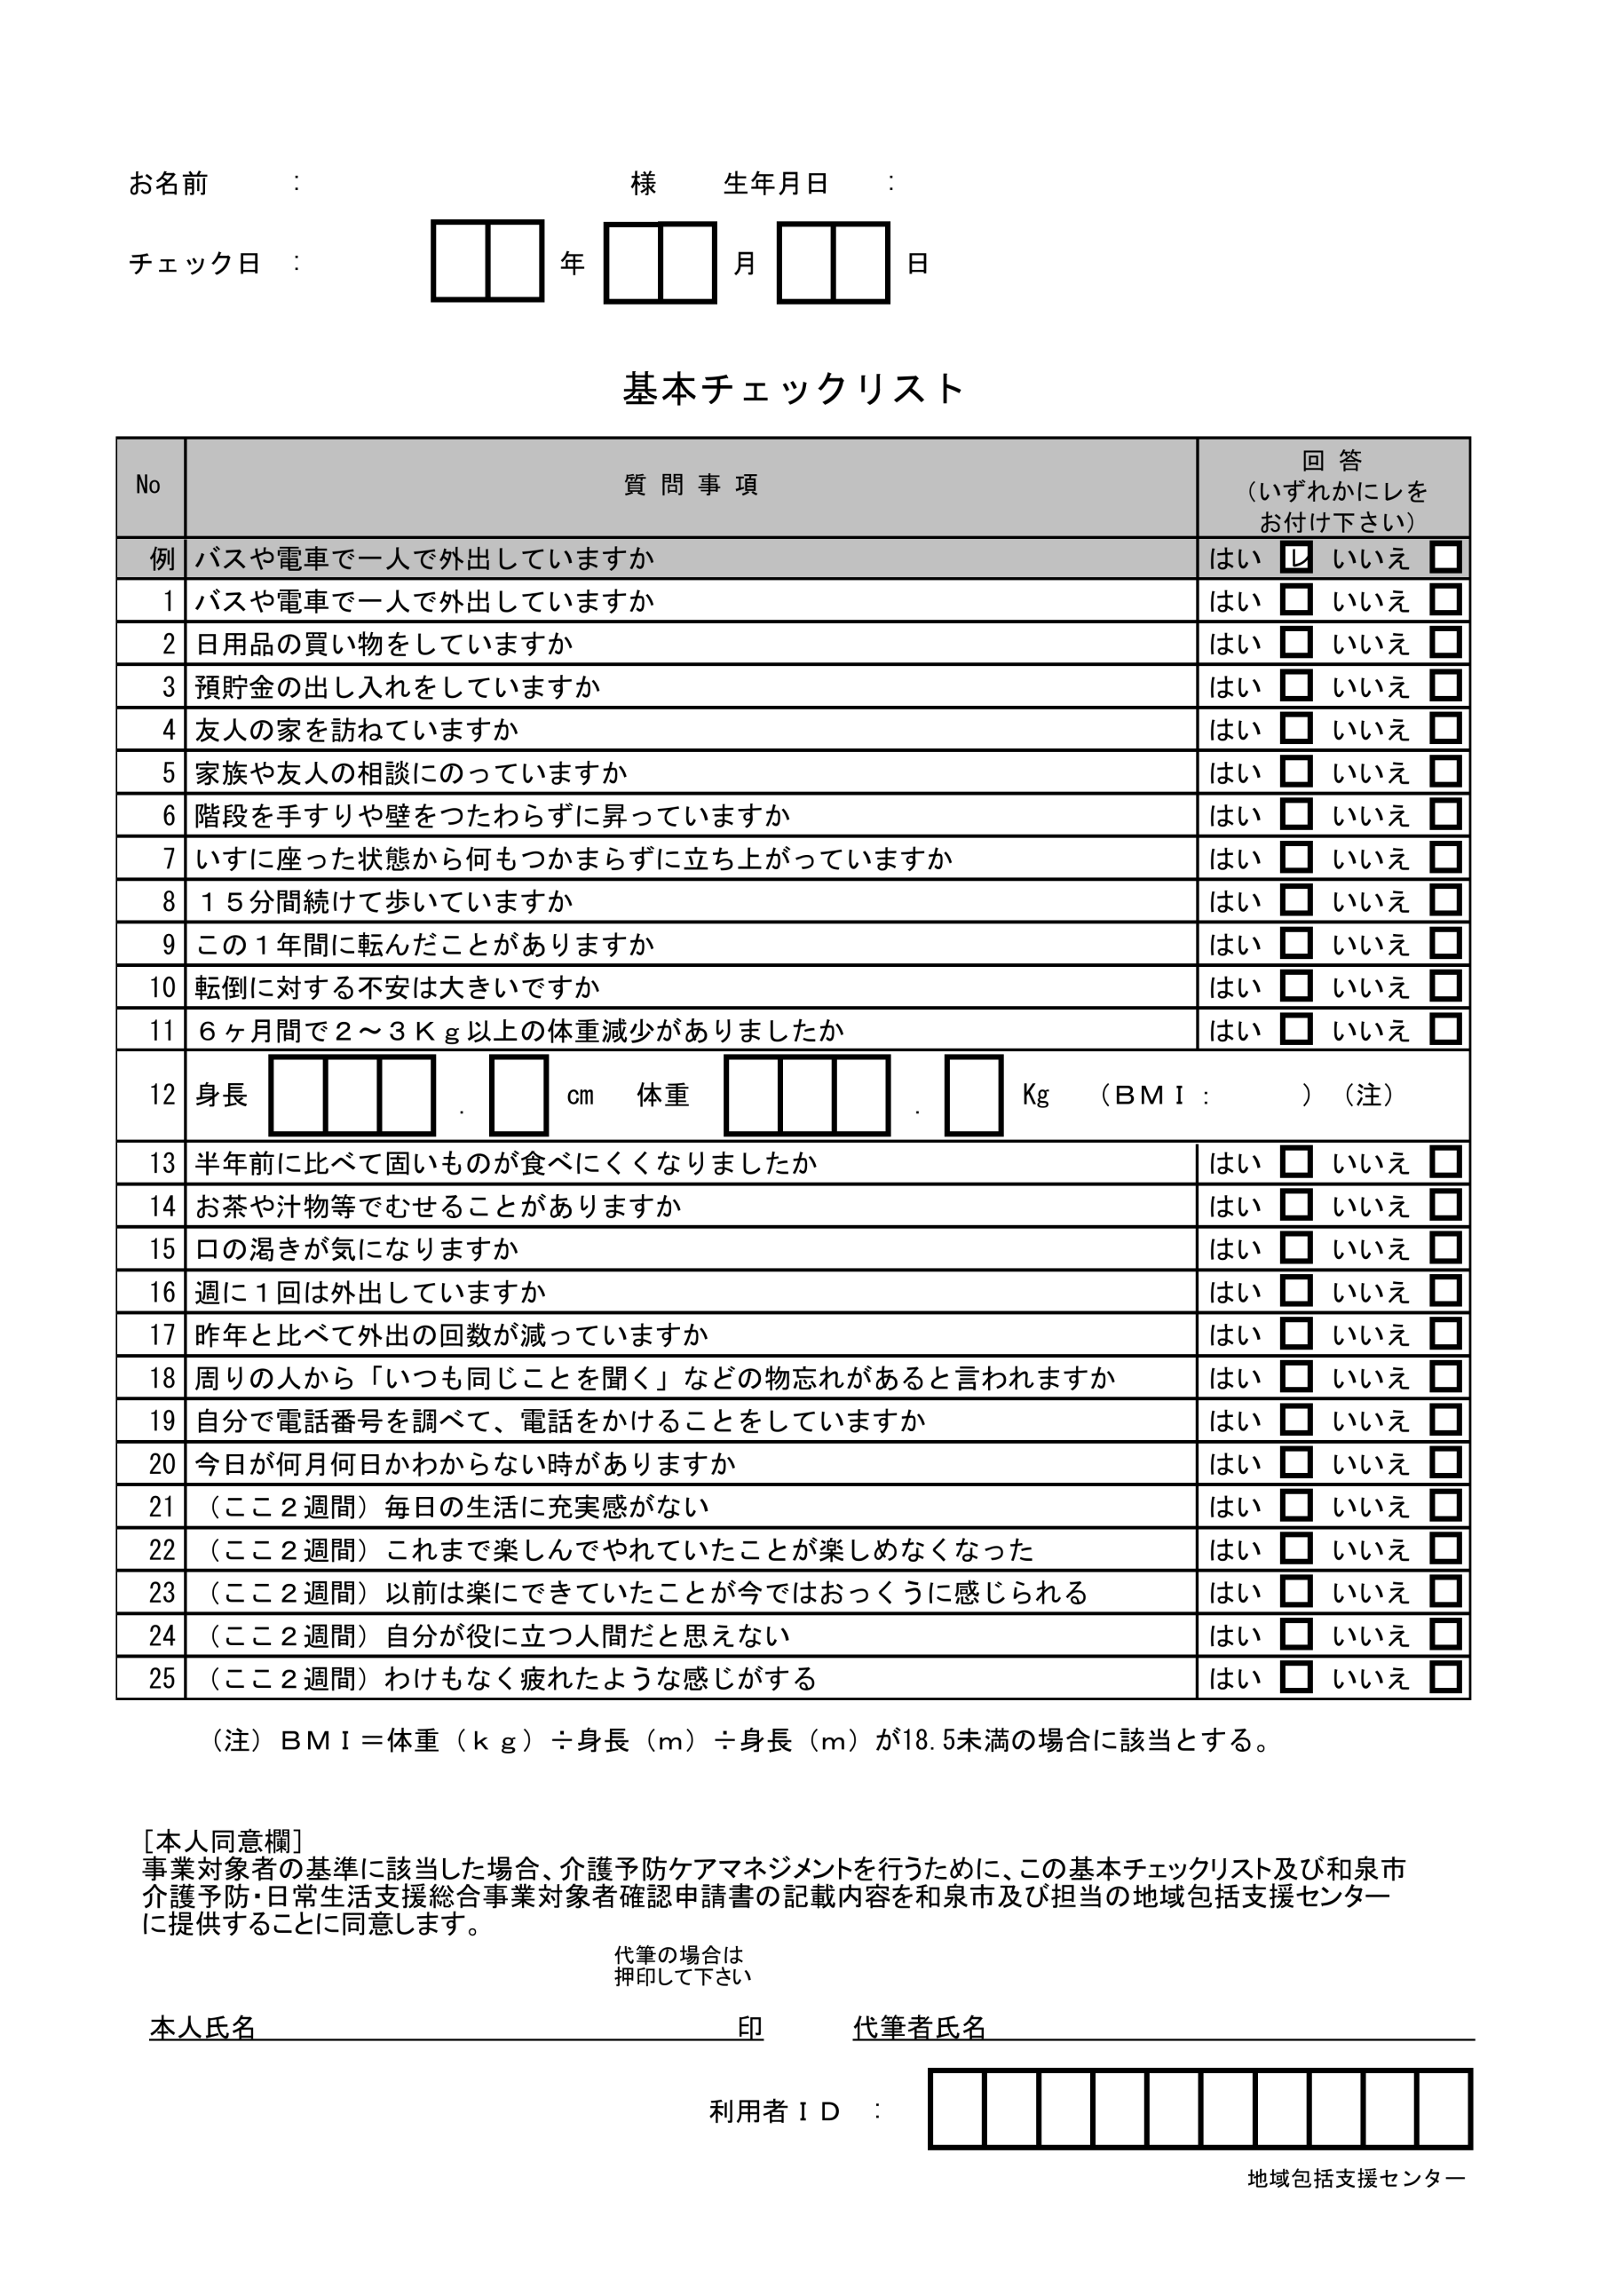 お名前　：　様　生年月日　：
チェック日　：　年　月　日
基本チェックリスト
No　質問事項　回答
（いずれかにレを
お付け下さい）
例　バスや電車で一人で外出していますか　はい　レ　いいえ
1　バスや電車で一人で外出していますか　はい　いいえ
2　日用品の買い物をしていますか　はい　いいえ
3　預貯金の出し入れをしていますか　はい　いいえ
4　友人の家を訪ねていますか　はい　いいえ
5　家族や友人の相談にのっていますか　はい　いいえ
6　階段を手すりや壁をつたわらずに昇っていますか　はい　いいえ
7　いすに座った状態から何もつかまらずに立ち上がっていますか　はい　いいえ
8　１５分間続けて歩いていますか　はい　いいえ
9　この１年間に転んだことがありますか　はい　いいえ
10　転倒に対する不安は大きいですか　はい　いいえ
11　６ヶ月間で２～３Ｋｇ以上の体重減少がありましたか　はい　いいえ
12　身長　．　cm　体重　．　Kg　（ＢＭＩ：　）（注）
13　半年前に比べて固いものが食べにくくなりましたか　はい　いいえ
14　お茶や汁物等でむせることがありますか　はい　いいえ
15　口の渇きが気になりますか　はい　いいえ
16　週に１回は外出していますか　はい　いいえ
17　昨年と比べて外出の回数が減っていますか　はい　いいえ
18　周りの人から「いつも同じことを聞く」などの物忘れがあると言われますか　はい　いいえ
19　自分で電話番号を調べて、電話をかけることをしていますか　はい　いいえ
20　今日が何月何日かわからない時がありますか　はい　いいえ
21　（ここ２週間）毎日の生活に充実感がない　はい　いいえ
22　（ここ２週間）これまで楽しんでやれていたことが楽しめなくなった　はい　いいえ
23　（ここ２週間）以前は楽にできていたことが今ではおっくうに感じられる　はい　いいえ
24　（ここ２週間）自分が役に立つ人間だと思えない　はい　いいえ
25　（ここ２週間）わけもなく疲れたような感じがする　はい　いいえ
（注）ＢＭＩ＝体重（ｋｇ）÷身長（ｍ）÷身長（ｍ）が18.5未満の場合に該当とする。
［本人同意欄］
事業対象者の基準に該当した場合、介護予防ケアマネジメントを行うために、この基本チェックリスト及び和泉市
介護予防・日常生活支援総合事業対象者確認申請書の記載内容を和泉市及び担当の地域包括支援センター
に提供することに同意します。
代筆の場合は
押印して下さい
本人氏名　印　代筆者氏名
利用者ＩＤ　：
地域包括支援センター